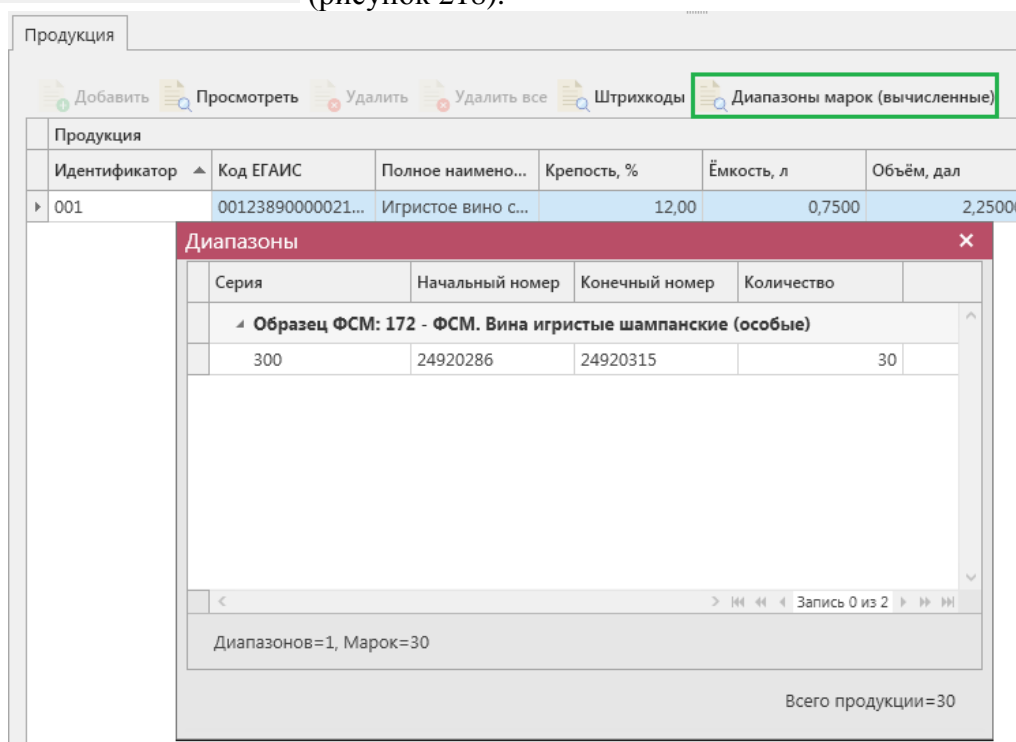 (рисунок 218).
Продукция
Добавить Просмотреть Удалить Удалить все Штрихкоды Диапазоны марок (вычисленные)
Продукция
Идентификатор Код ЕГАИС Полное наимено... Крепость, % Ёмкость, л Объём, дал
001 00123890000021... Игристое вино с... 12,00 0,7500 2,2500
Диапазоны
Серия Начальный номер Конечный номер Количество
Образец ФСМ: 172 - ФСМ. Вина игристые шампанские (особые)
300 24920286 24920315 30
Запись 0 из 2
Диапазонов=1, Марок=30
Всего продукции=30